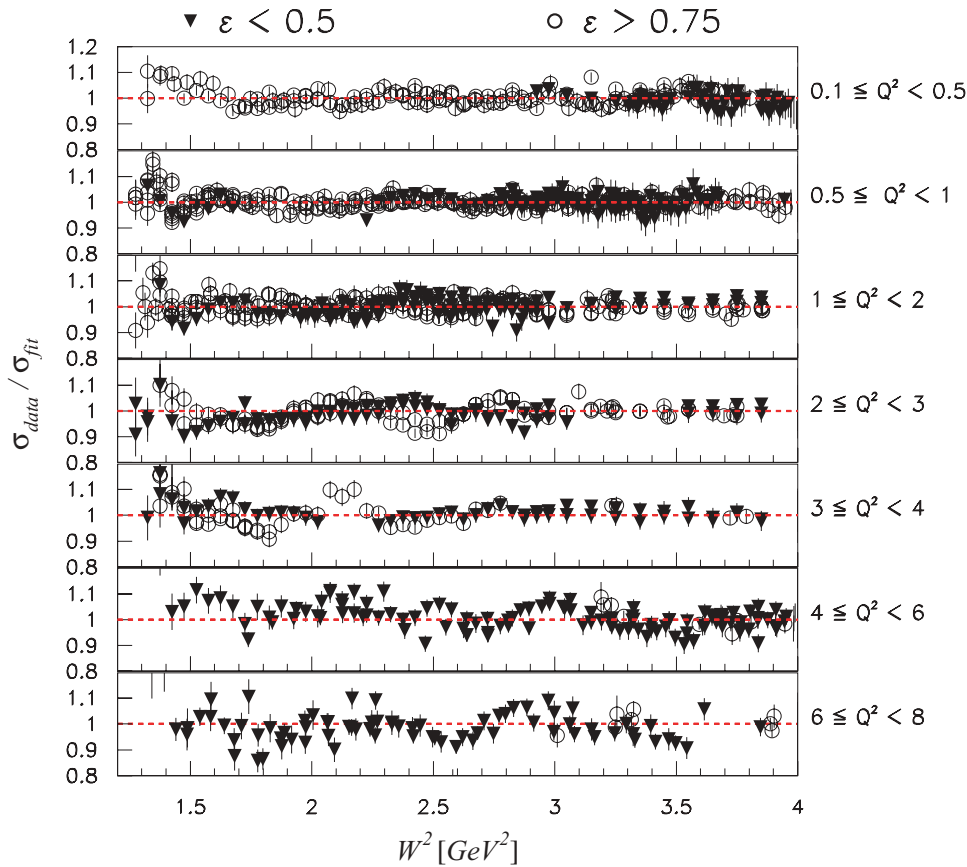 ▼ ε < 0.5 ○ ε > 0.75
1.2
1.1
1
0.9
0.1 ≦ Q² < 0.5
0.8
1.1
1
0.9
0.5 ≦ Q² < 1
0.8
1.1
1
0.9
1 ≦ Q² < 2
0.8
1.1
1
0.9
2 ≦ Q² < 3
0.8
1.1
1
0.9
3 ≦ Q² < 4
0.8
1.1
1
0.9
4 ≦ Q² < 6
0.8
1.1
1
0.9
0.8
6 ≦ Q² < 8
σdata / σfit
1.5 2 2.5 3 3.5 4
W² [GeV²]